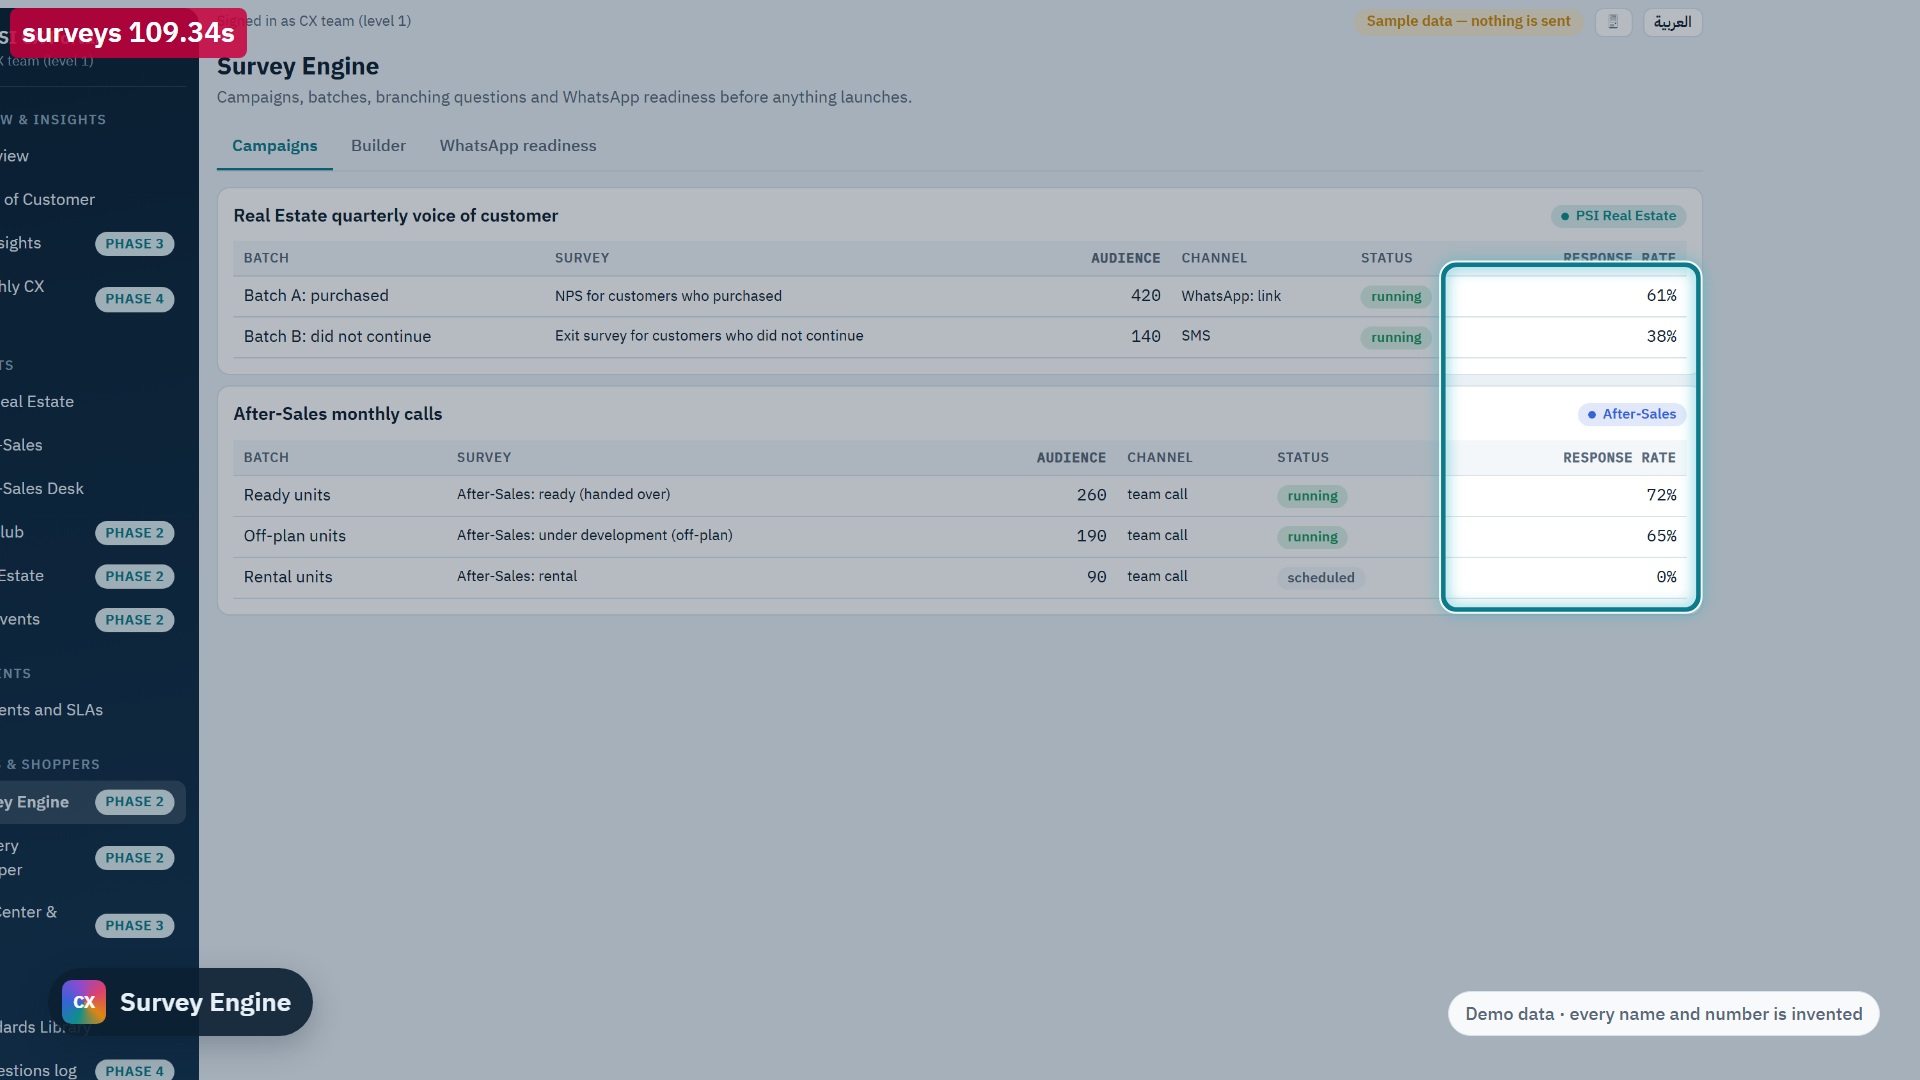 surveys 109.34s
Signed in as CX team (level 1)
Sample data — nothing is sent
العربية
X team (level 1)
Survey Engine
Campaigns, batches, branching questions and WhatsApp readiness before anything launches.
Campaigns
Builder
WhatsApp readiness
W & INSIGHTS
view
of Customer
sights
PHASE 3
hly CX
PHASE 4
TS
eal Estate
-Sales
-Sales Desk
lub
PHASE 2
Estate
PHASE 2
vents
PHASE 2
ENTS
ents and SLAs
S & SHOPPERS
ey Engine
PHASE 2
ery
per
PHASE 2
Center &
PHASE 3
dards Library
estions log
PHASE 4
Real Estate quarterly voice of customer
PSI Real Estate
BATCH SURVEY AUDIENCE CHANNEL STATUS RESPONSE RATE
Batch A: purchased NPS for customers who purchased 420 WhatsApp: link running 61%
Batch B: did not continue Exit survey for customers who did not continue 140 SMS running 38%
After-Sales monthly calls
After-Sales
BATCH SURVEY AUDIENCE CHANNEL STATUS RESPONSE RATE
Ready units After-Sales: ready (handed over) 260 team call running 72%
Off-plan units After-Sales: under development (off-plan) 190 team call running 65%
Rental units After-Sales: rental 90 team call scheduled 0%
CX Survey Engine
Demo data · every name and number is invented